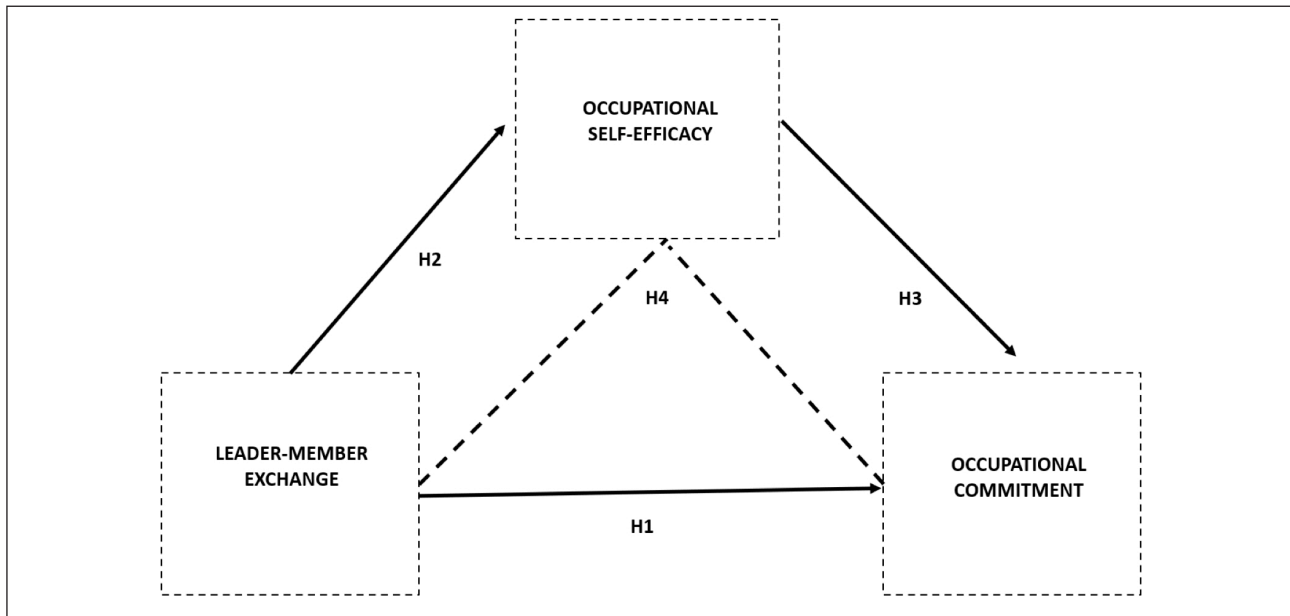 OCCUPATIONAL
SELF-EFFICACY
H2
H4
H3
LEADER-MEMBER
EXCHANGE
OCCUPATIONAL
COMMITMENT
H1